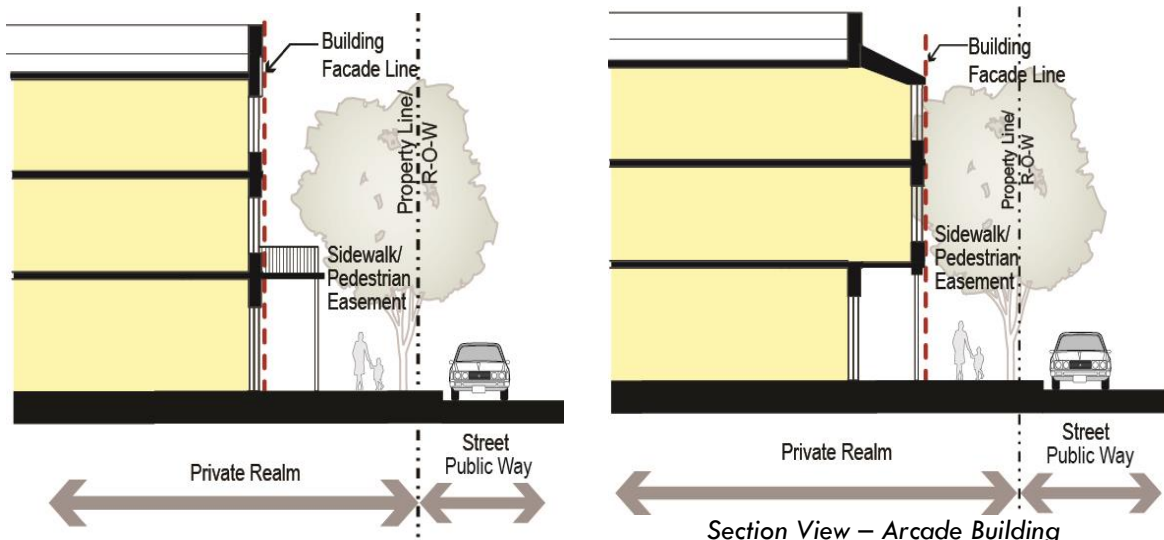 Building
Facade Line
Property Line/
R-O-W
Sidewalk/
Pedestrian
Easement
Private Realm
Street
Public Way
Building
Facade Line
Property Line/
R-O-W
Sidewalk/
Pedestrian
Easement
Private Realm
Street
Public Way
Section View – Arcade Building